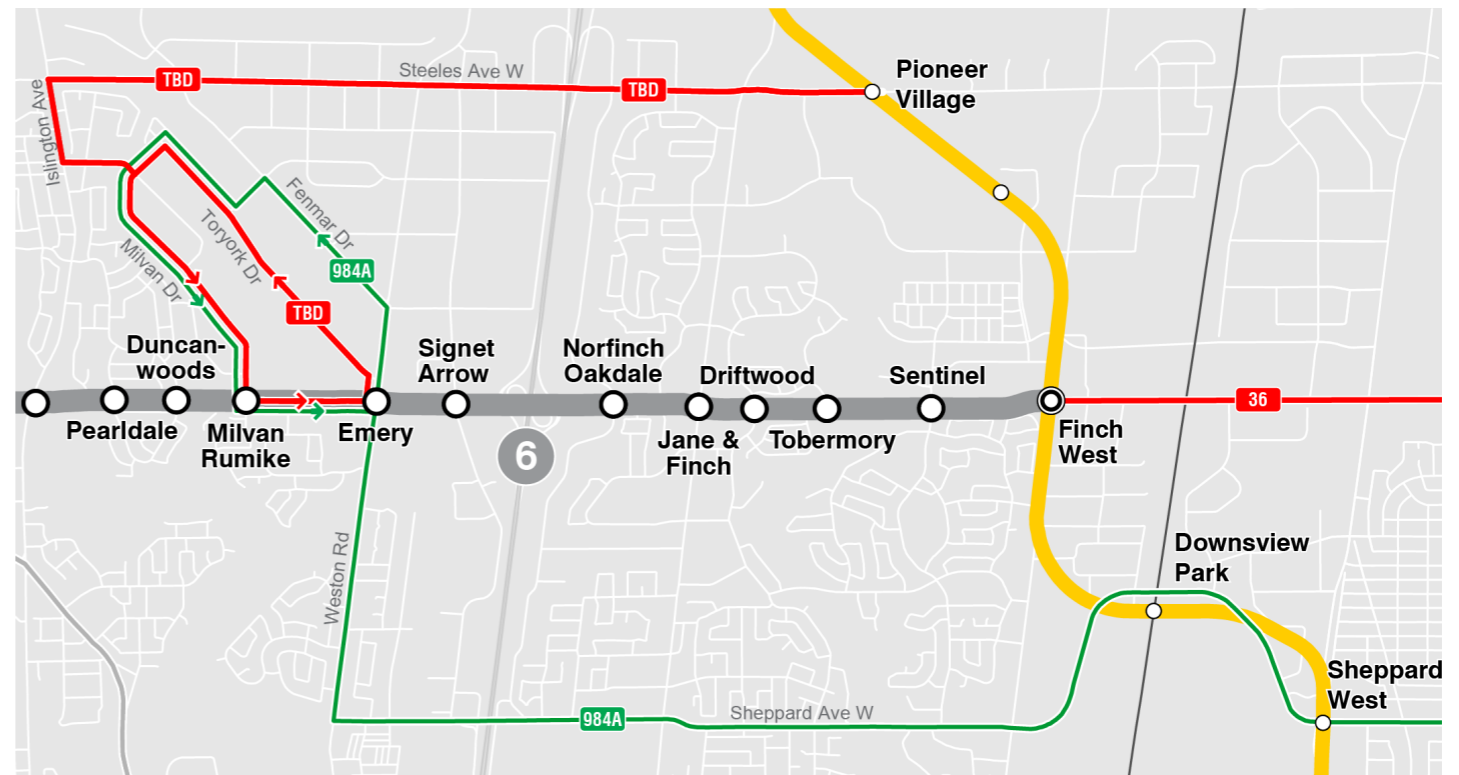 Steeles Ave W
TBD
TBD
Pioneer
Village
Islington Ave
Fenmar Dr
Toryork Dr
984A
Milvan Dr
TBD
Duncan-
woods
Signet
Arrow
Norfinch
Oakdale
Driftwood
Sentinel
36
Pearldale
Milvan
Rumike
Emery
6
Jane &
Finch
Tobermory
Finch
West
Weston Rd
Downsview
Park
Sheppard
West
984A
Sheppard Ave W